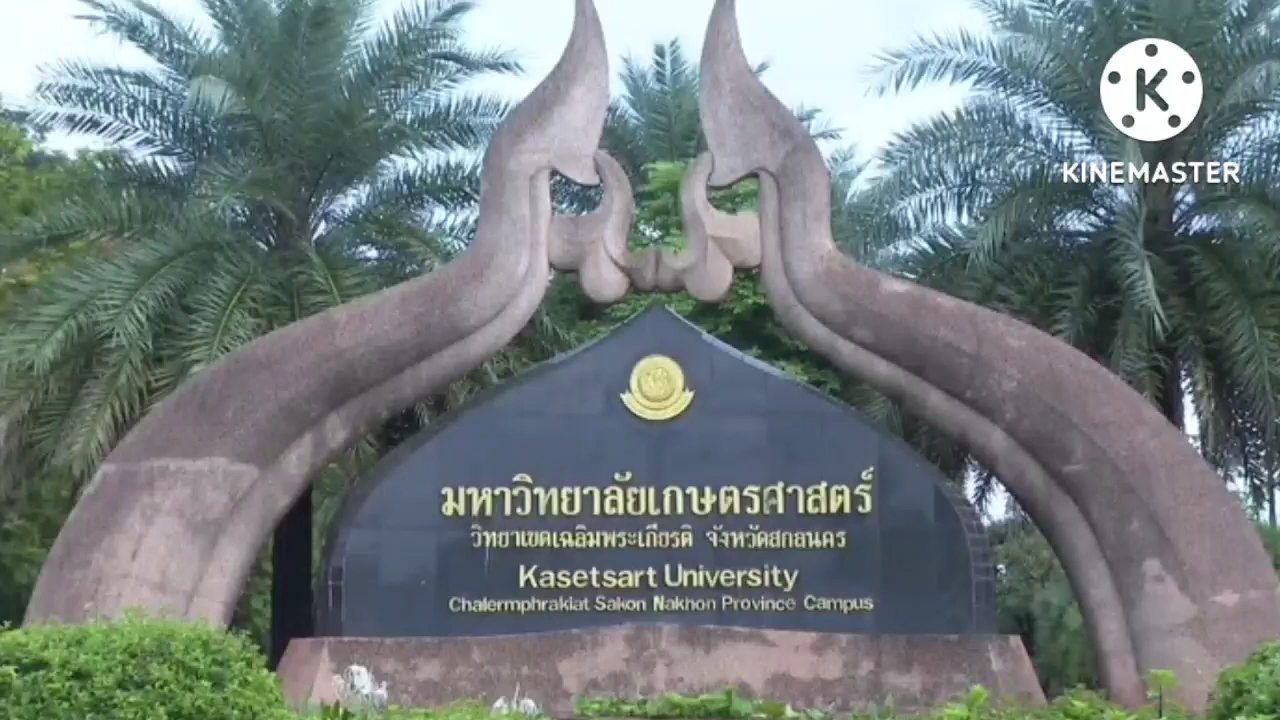 K
KINEMASTER
มหาวิทยาลัยเกษตรศาสตร์
วิทยาเขตเฉลิมพระเกียรติ จังหวัดสกลนคร
Kasetsart University
Chalermphrakiat Sakon Nakhon Province Campus